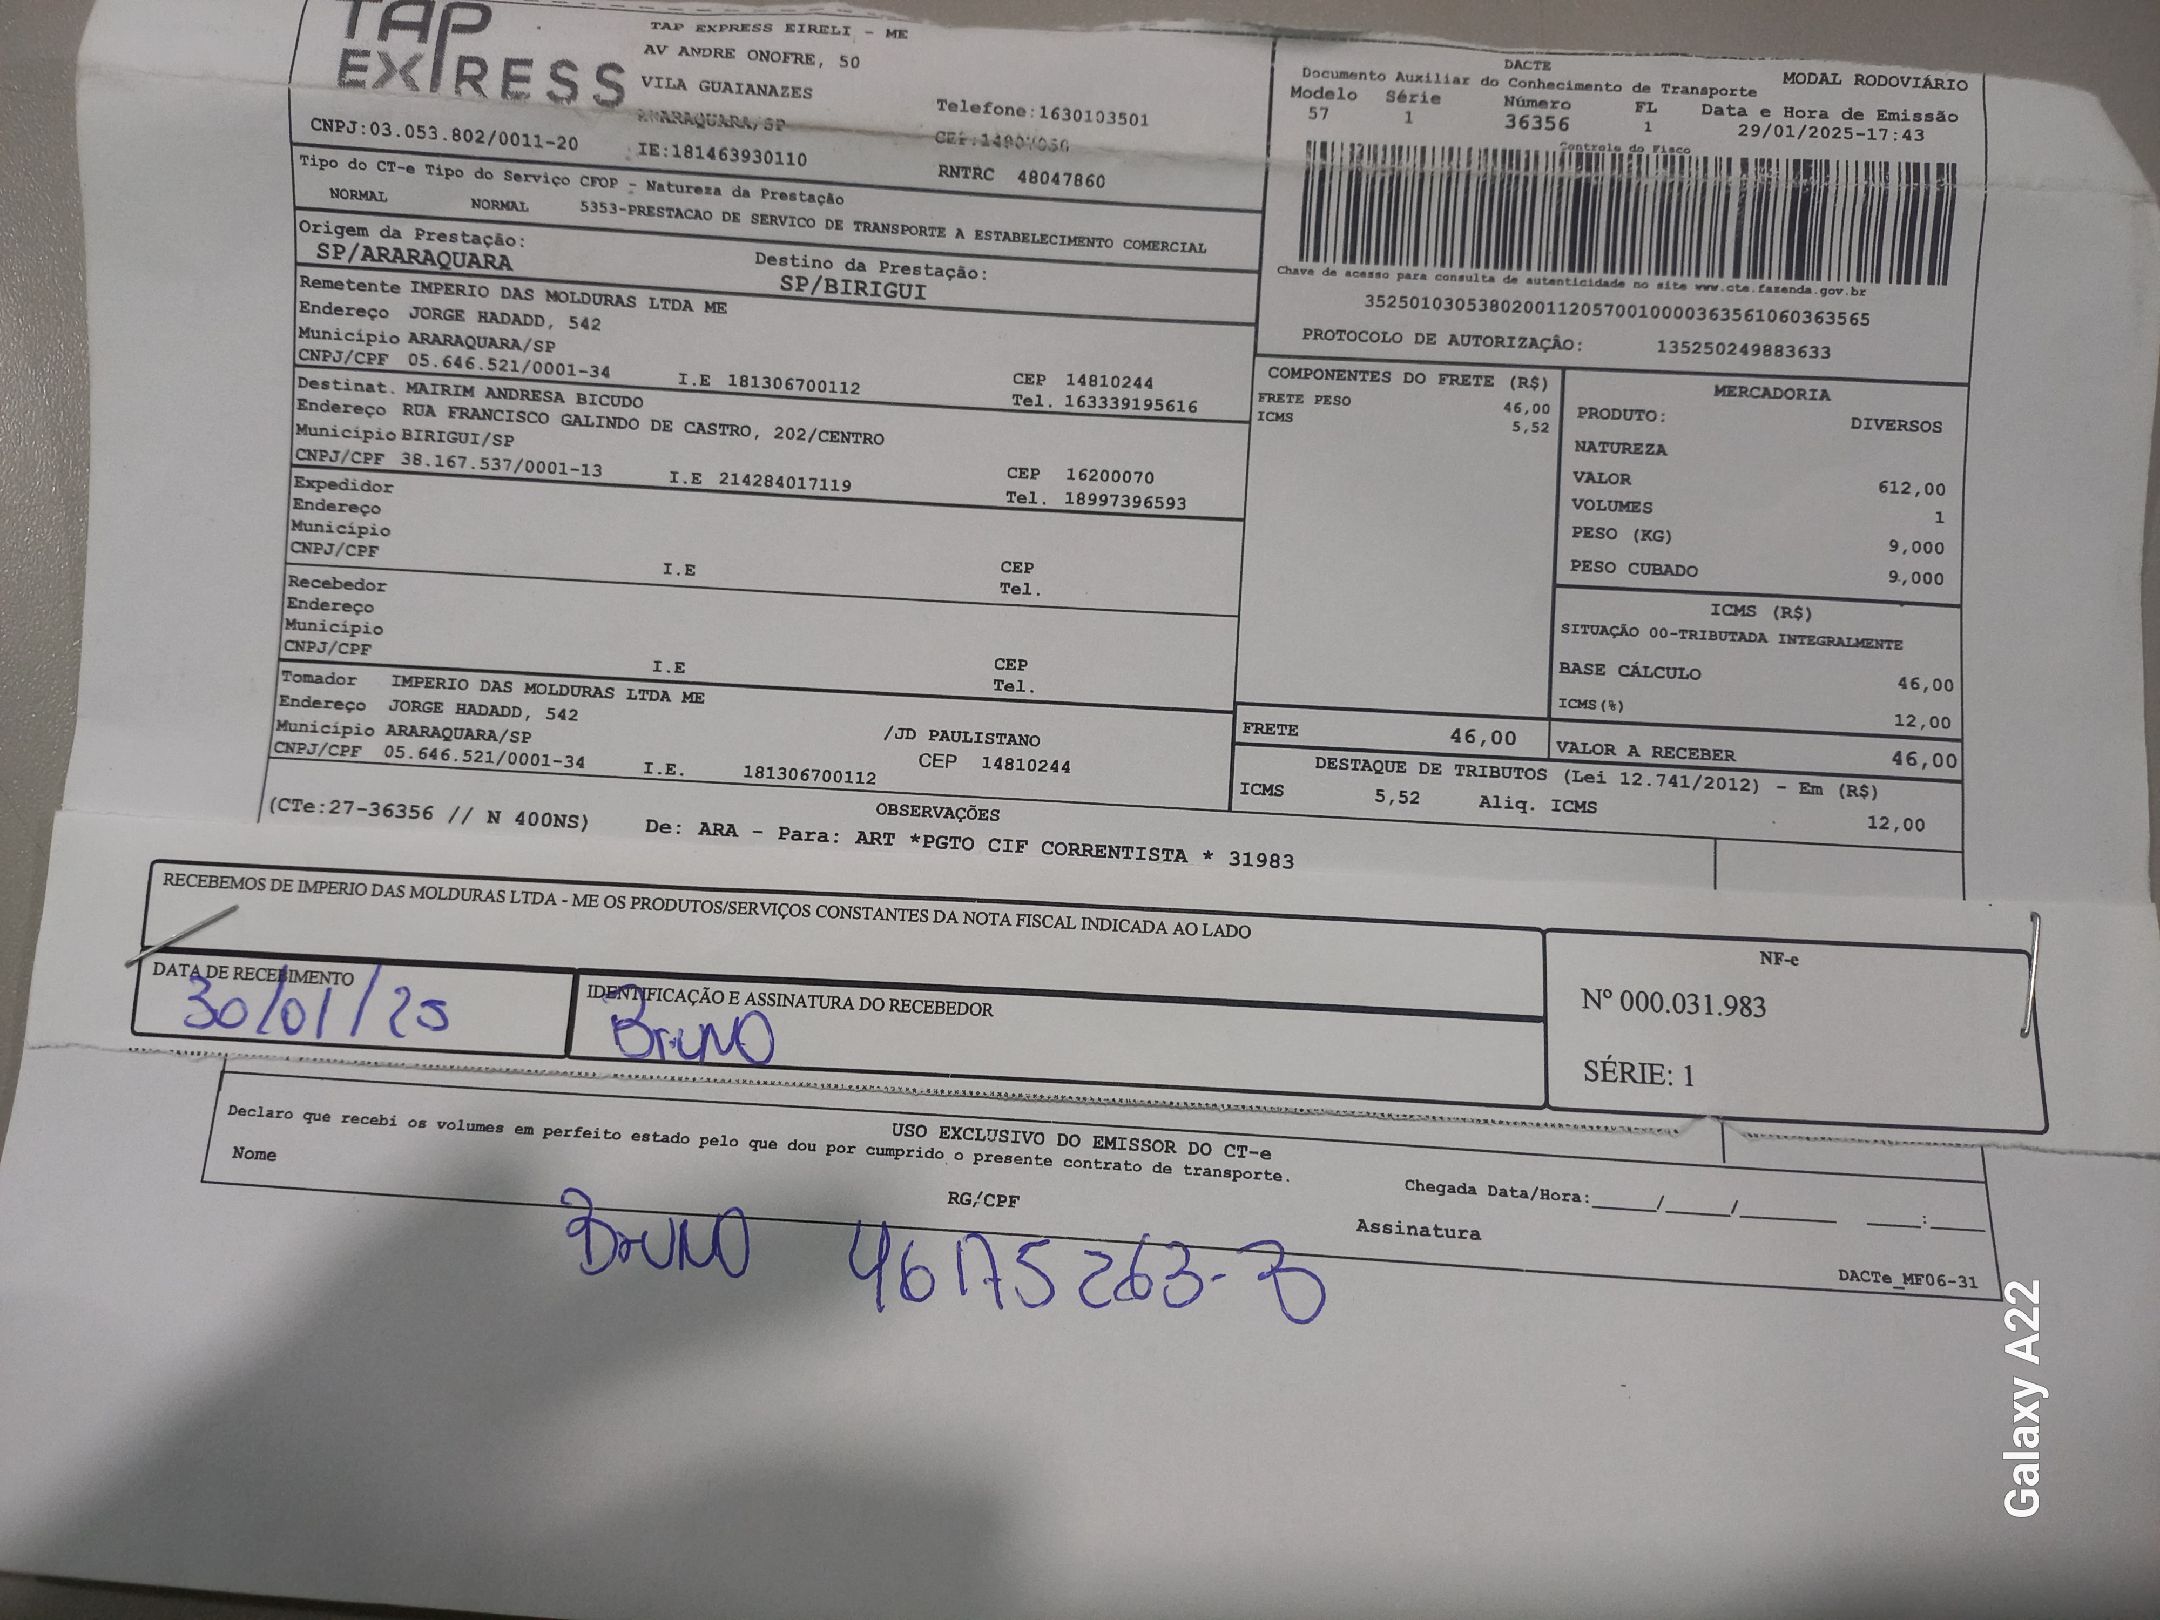 TAP EXPRESS
TAP EXPRESS EIRELI - ME
AV ANDRE ONOFRE, 50
VILA GUAIANAZES
ARARAQUARA/SP
Telefone:1630103501
CNPJ:03.053.802/0011-20
IE:181463930110
RNTRC 48047860
DACTE
MODAL RODOVIÁRIO
Documento Auxiliar do Conhecimento de Transporte
Modelo Série Número FL Data e Hora de Emissão
57 1 36356 1 29/01/2025-17:43
Controle do Fisco
Chave de acesso para consulta de autenticidade no site www.cte.fazenda.gov.br
35250103053802001120570010000363561060363565
PROTOCOLO DE AUTORIZAÇÃO: 135250249883633
Tipo do CT-e Tipo do Serviço CFOP - Natureza da Prestação
NORMAL NORMAL 5353-PRESTACAO DE SERVICO DE TRANSPORTE A ESTABELECIMENTO COMERCIAL
Origem da Prestação: Destino da Prestação:
SP/ARARAQUARA SP/BIRIGUI
Remetente IMPERIO DAS MOLDURAS LTDA ME
Endereço JORGE HADADD, 542
Município ARARAQUARA/SP CEP 14810244
CNPJ/CPF 05.646.521/0001-34 I.E 181306700112 Tel. 163339195616
Destinat. MAIRIM ANDRESA BICUDO
Endereço RUA FRANCISCO GALINDO DE CASTRO, 202/CENTRO
Município BIRIGUI/SP CEP 16200070
CNPJ/CPF 38.167.537/0001-13 I.E 214284017119 Tel. 18997396593
Expedidor
Endereço
Município CEP
CNPJ/CPF I.E Tel.
Recebedor
Endereço
Município CEP
CNPJ/CPF I.E Tel.
Tomador IMPERIO DAS MOLDURAS LTDA ME
Endereço JORGE HADADD, 542 /JD PAULISTANO
Município ARARAQUARA/SP CEP 14810244
CNPJ/CPF 05.646.521/0001-34 I.E. 181306700112
COMPONENTES DO FRETE (R$)
FRETE PESO 46,00
ICMS 5,52
MERCADORIA
PRODUTO: DIVERSOS
NATUREZA
VALOR 612,00
VOLUMES 1
PESO (KG) 9,000
PESO CUBADO 9,000
ICMS (R$)
SITUAÇÃO 00-TRIBUTADA INTEGRALMENTE
BASE CÁLCULO 46,00
ICMS(%) 12,00
FRETE 46,00 VALOR A RECEBER 46,00
DESTAQUE DE TRIBUTOS (Lei 12.741/2012) - Em (R$)
ICMS 5,52 Aliq. ICMS 12,00
OBSERVAÇÕES
(CTe:27-36356 // N 400NS) De: ARA - Para: ART *PGTO CIF CORRENTISTA * 31983
RECEBEMOS DE IMPERIO DAS MOLDURAS LTDA - ME OS PRODUTOS/SERVIÇOS CONSTANTES DA NOTA FISCAL INDICADA AO LADO
NF-e
Nº 000.031.983
SÉRIE: 1
DATA DE RECEBIMENTO
30/01/25
IDENTIFICAÇÃO E ASSINATURA DO RECEBEDOR
Bruno
USO EXCLUSIVO DO EMISSOR DO CT-e
Declaro que recebi os volumes em perfeito estado pelo que dou por cumprido o presente contrato de transporte.
Nome RG/CPF Assinatura
Chegada Data/Hora:____/____/______ ___:___
Bruno 46175263-
DACTe_MF06-31
Galaxy A22